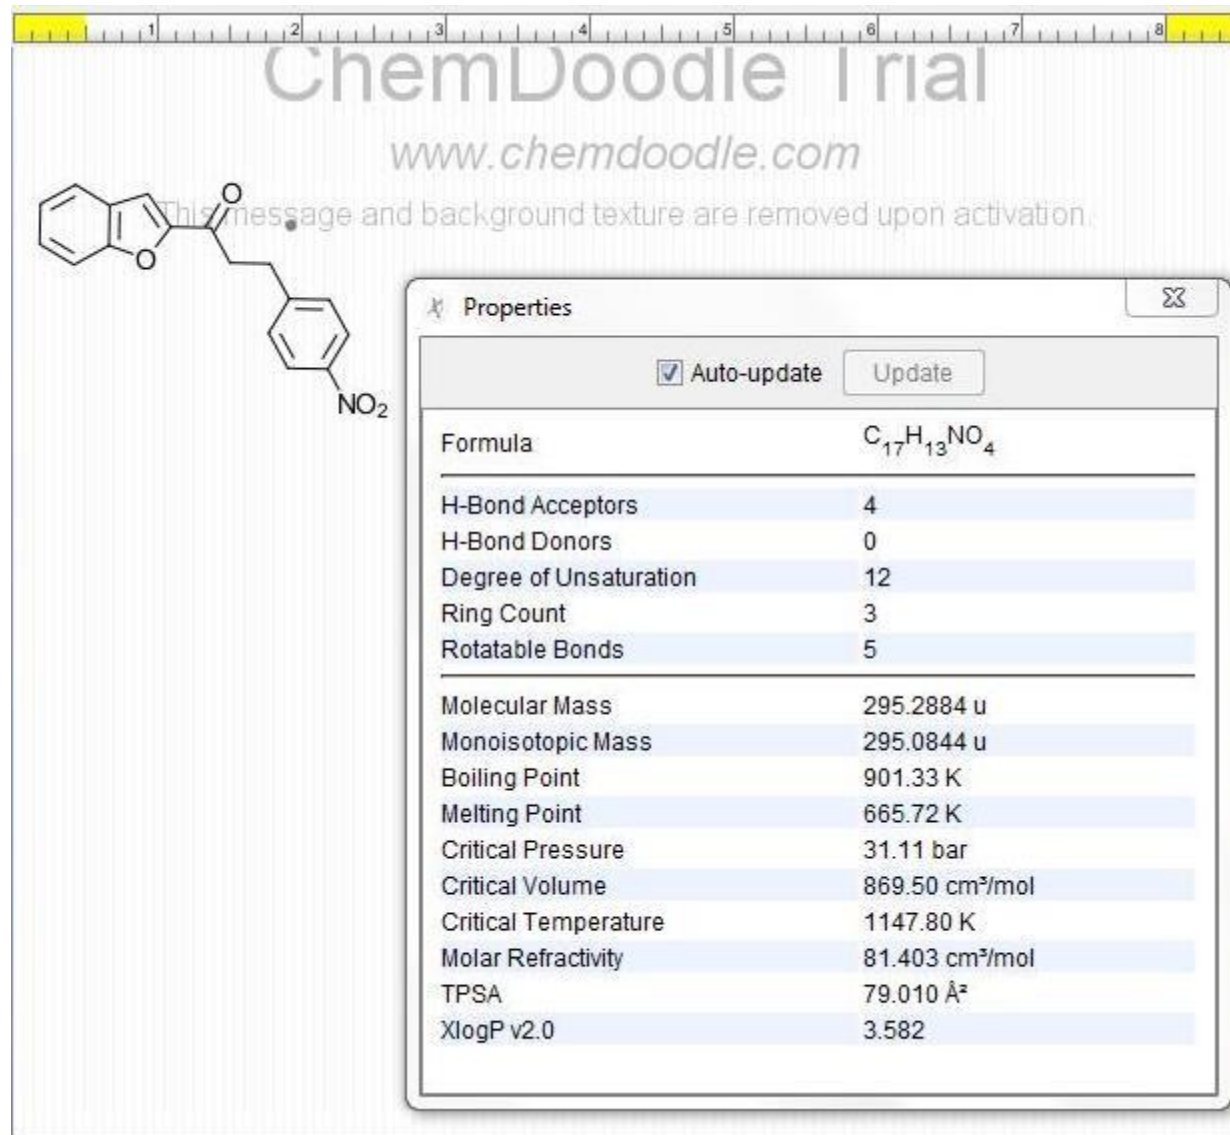 1 2 3 4 5 6 7 8
ChemDoodle Trial
www.chemdoodle.com
This message and background texture are removed upon activation.
O
O
NO2
Properties
Auto-update Update
Formula C17H13NO4
H-Bond Acceptors 4
H-Bond Donors 0
Degree of Unsaturation 12
Ring Count 3
Rotatable Bonds 5
Molecular Mass 295.2884 u
Monoisotopic Mass 295.0844 u
Boiling Point 901.33 K
Melting Point 665.72 K
Critical Pressure 31.11 bar
Critical Volume 869.50 cm³/mol
Critical Temperature 1147.80 K
Molar Refractivity 81.403 cm³/mol
TPSA 79.010 Å²
XlogP v2.0 3.582